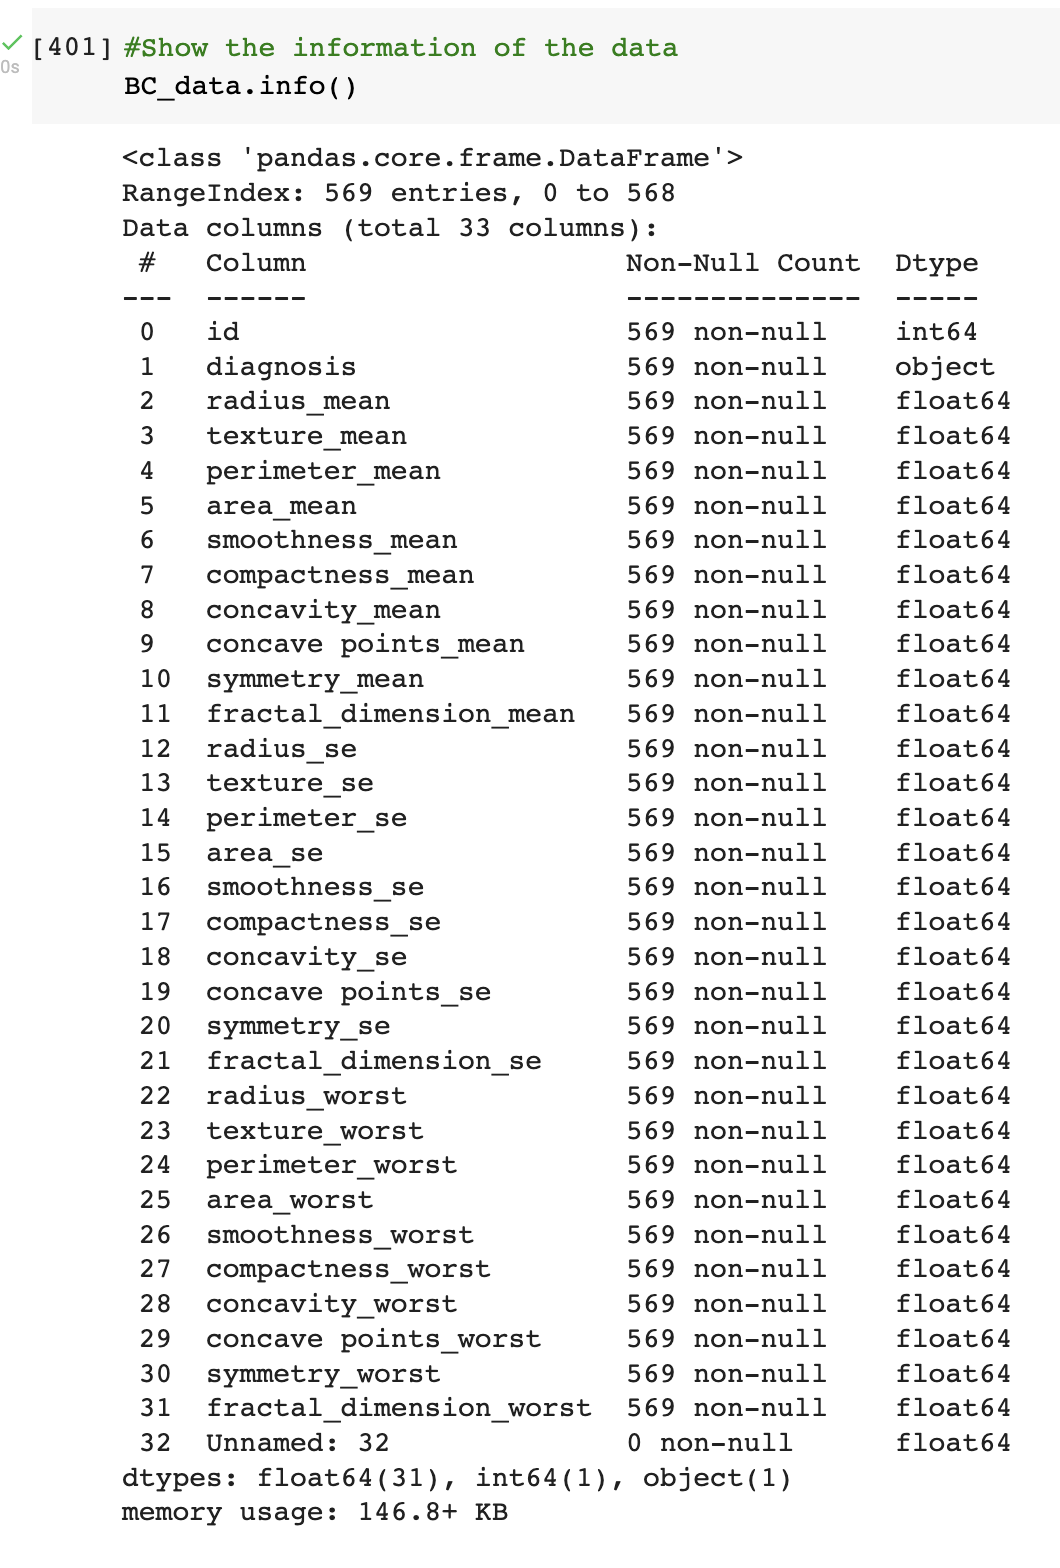 [401] #Show the information of the data
0s
BC_data.info()
<class 'pandas.core.frame.DataFrame'>
RangeIndex: 569 entries, 0 to 568
Data columns (total 33 columns):
# Column Non-Null Count Dtype
--- ------ -------------- -----
0 id 569 non-null int64
1 diagnosis 569 non-null object
2 radius_mean 569 non-null float64
3 texture_mean 569 non-null float64
4 perimeter_mean 569 non-null float64
5 area_mean 569 non-null float64
6 smoothness_mean 569 non-null float64
7 compactness_mean 569 non-null float64
8 concavity_mean 569 non-null float64
9 concave points_mean 569 non-null float64
10 symmetry_mean 569 non-null float64
11 fractal_dimension_mean 569 non-null float64
12 radius_se 569 non-null float64
13 texture_se 569 non-null float64
14 perimeter_se 569 non-null float64
15 area_se 569 non-null float64
16 smoothness_se 569 non-null float64
17 compactness_se 569 non-null float64
18 concavity_se 569 non-null float64
19 concave points_se 569 non-null float64
20 symmetry_se 569 non-null float64
21 fractal_dimension_se 569 non-null float64
22 radius_worst 569 non-null float64
23 texture_worst 569 non-null float64
24 perimeter_worst 569 non-null float64
25 area_worst 569 non-null float64
26 smoothness_worst 569 non-null float64
27 compactness_worst 569 non-null float64
28 concavity_worst 569 non-null float64
29 concave points_worst 569 non-null float64
30 symmetry_worst 569 non-null float64
31 fractal_dimension_worst 569 non-null float64
32 Unnamed: 32 0 non-null float64
dtypes: float64(31), int64(1), object(1)
memory usage: 146.8+ KB